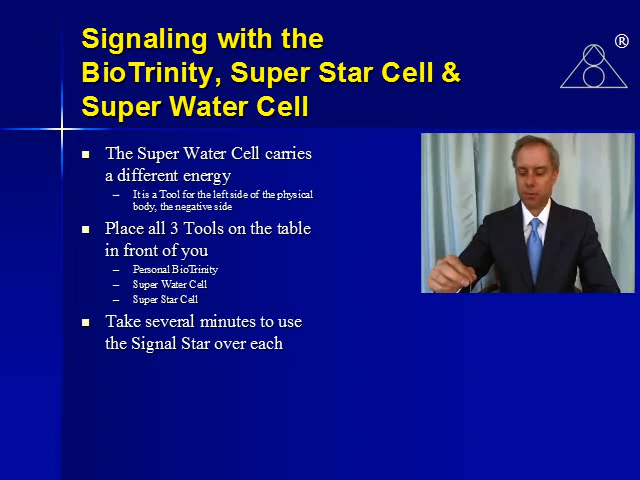 Signaling with the
BioTrinity, Super Star Cell &
Super Water Cell
®
The Super Water Cell carries
a different energy
– It is a Tool for the left side of the physical
body, the negative side
Place all 3 Tools on the table
in front of you
– Personal BioTrinity
– Super Water Cell
– Super Star Cell
Take several minutes to use
the Signal Star over each